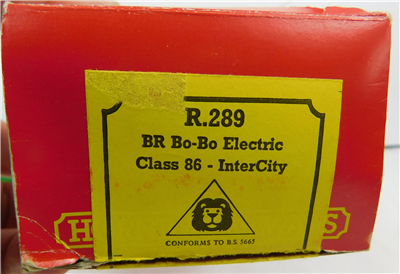 R.289
BR Bo-Bo Electric
Class 86 - InterCity
CONFORMS TO B.S. 5665
H
S